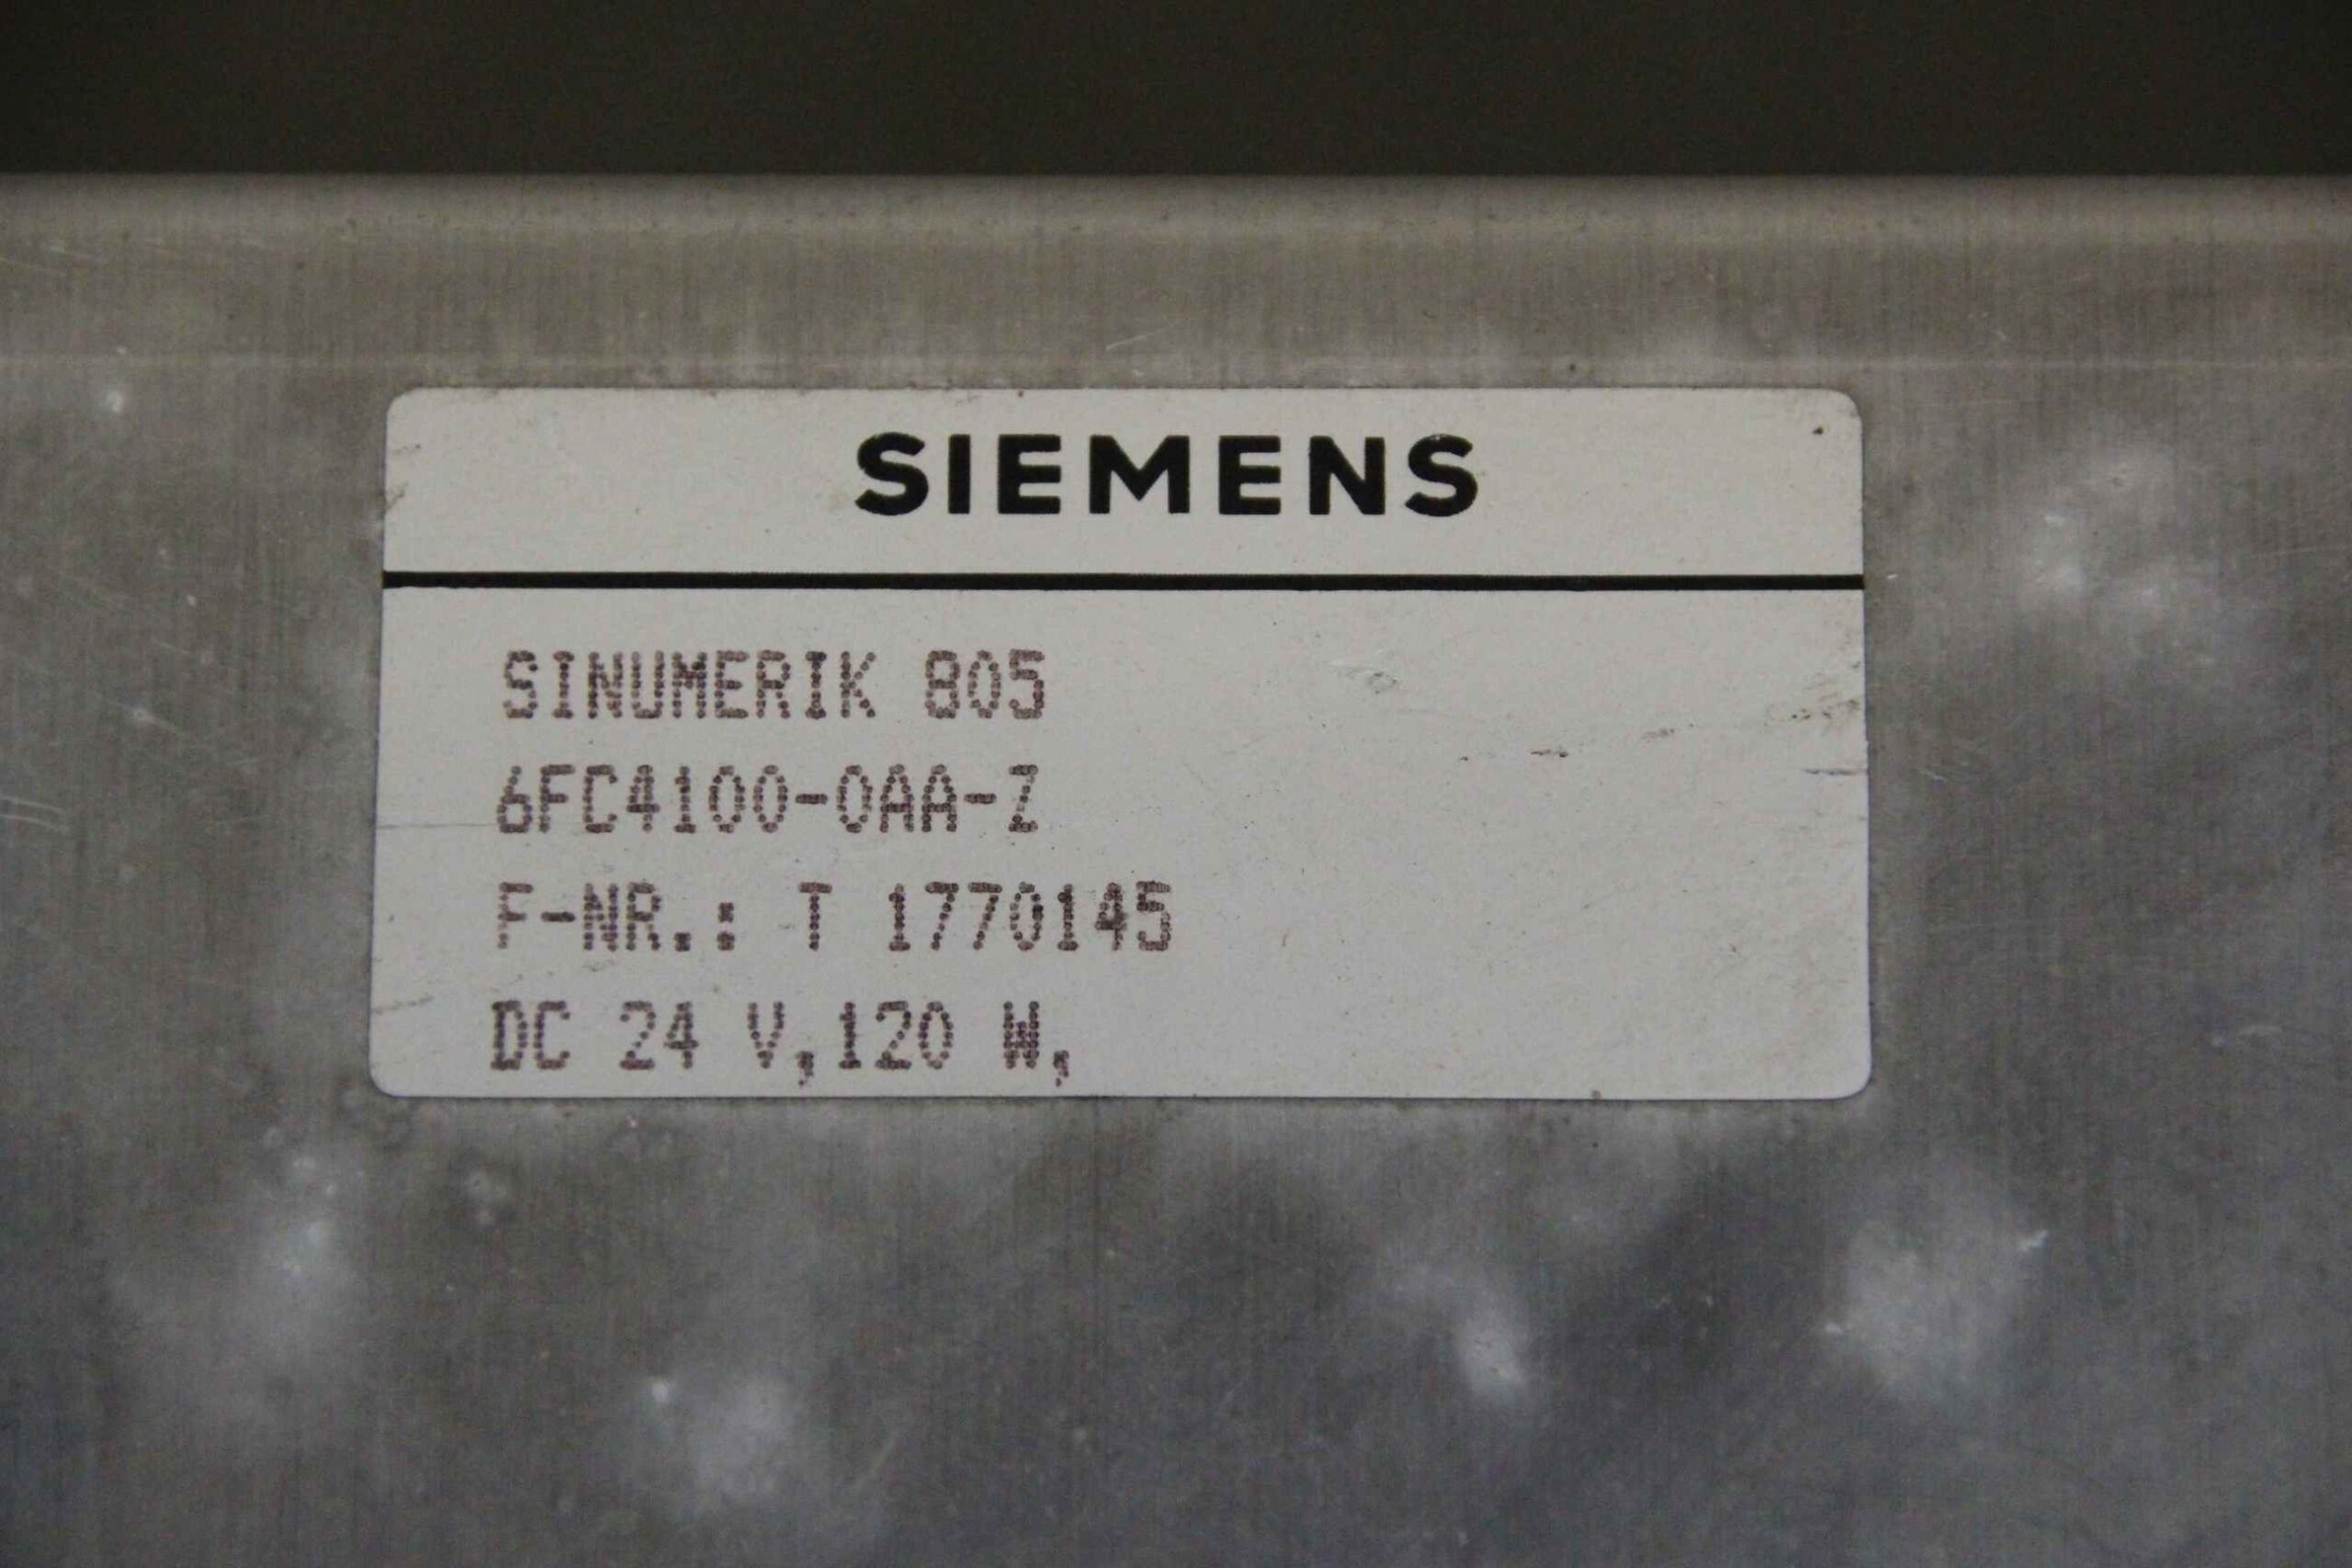 SIEMENS
SINUMERIK 805
6FC4100-0AA-Z
F-NR.: T 1770145
DC 24 V,120 W,